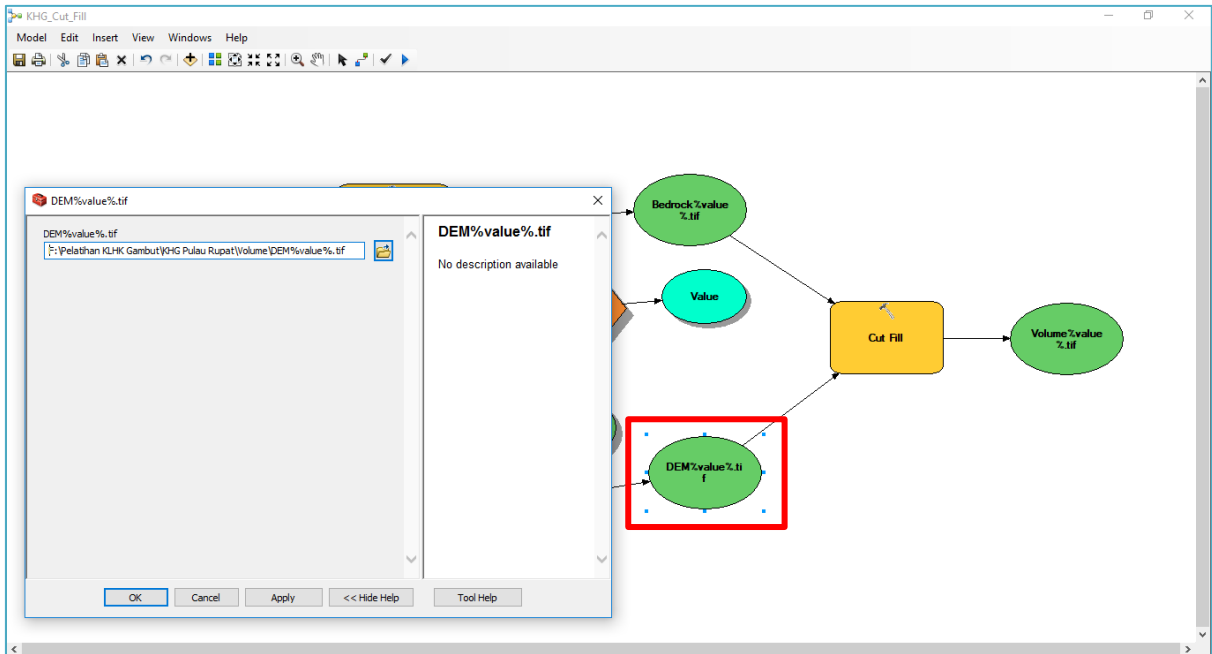 KHG_Cut_Fill
Model Edit Insert View Windows Help
DEM%value%.tif
DEM%value%.tif
F:\Pelatihan KLHK Gambut\KHG Pulau Rupat\Volume\DEM%value%.tif
DEM%value%.tif
No description available
OK Cancel Apply << Hide Help Tool Help
Bedrock%value
%.tif
Value
Cut Fill
Volume%value
%.tif
DEM%value%.ti
f